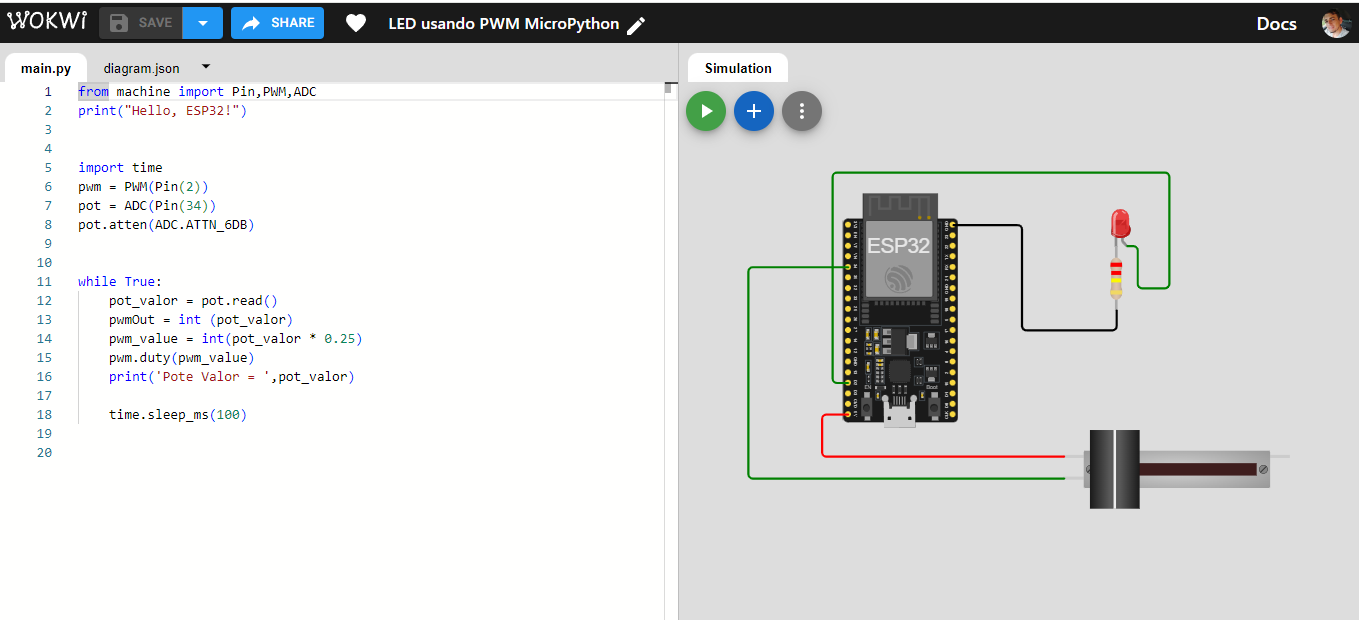 WOKWi SAVE SHARE LED usando PWM MicroPython Docs
main.py diagram.json Simulation
1 from machine import Pin,PWM,ADC
2 print("Hello, ESP32!")
3
4
5 import time
6 pwm = PWM(Pin(2))
7 pot = ADC(Pin(34))
8 pot.atten(ADC.ATTN_6DB)
9
10
11 while True:
12 pot_valor = pot.read()
13 pwmOut = int (pot_valor)
14 pwm_value = int(pot_valor * 0.25)
15 pwm.duty(pwm_value)
16 print('Pote Valor = ',pot_valor)
17
18 time.sleep_ms(100)
19
20
ESP32
EN
Boot